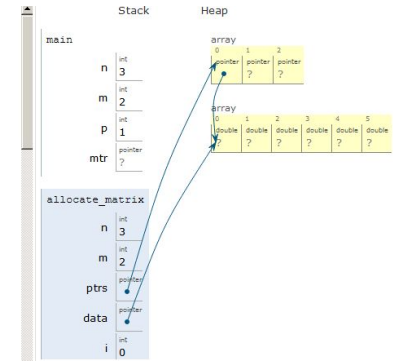 Stack Heap
main
n int 3
m int 2
p int 1
mtr pointer ?
array
0 1 2
pointer pointer pointer
? ?
array
0 1 2 3 4 5
double double double double double double
? ? ? ? ? ?
allocate_matrix
n int 3
m int 2
ptrs pointer
data pointer
i int 0